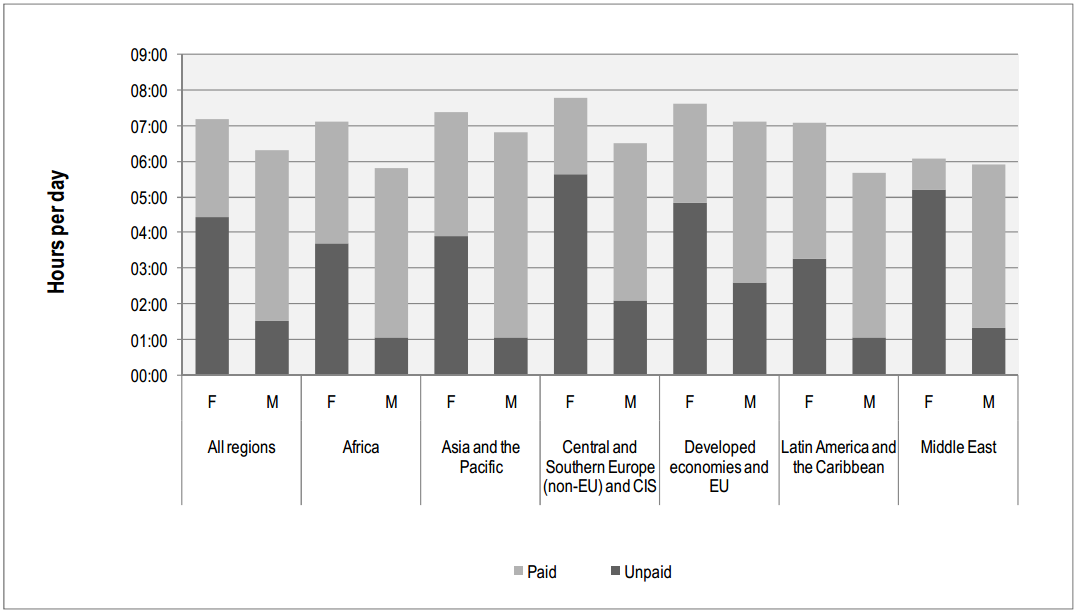 09:00
08:00
07:00
06:00
05:00
04:00
03:00
02:00
01:00
00:00
Hours per day
F M F M F M F M F M F M F M
All regions
Africa
Asia and the
Pacific
Central and
Southern Europe
(non-EU) and CIS
Developed
economies and
EU
Latin America and
the Caribbean
Middle East
Paid
Unpaid